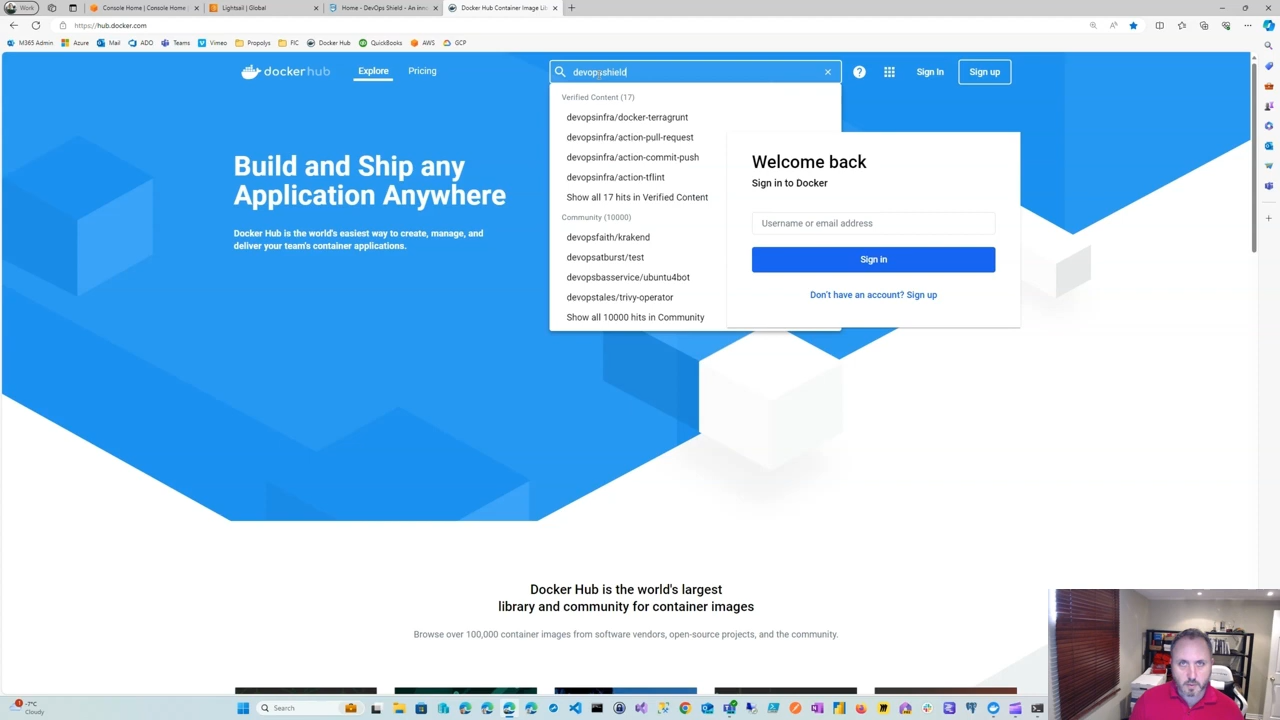 Work
Console Home | Console Home
Lightsail | Global
Home - DevOps Shield - An inno
Docker Hub Container Image Lib
https://hub.docker.com
M365 Admin
Azure
Mail
ADO
Teams
Vimeo
Propolys
FIC
Docker Hub
QuickBooks
AWS
GCP
dockerhub
Explore
Pricing
devopsshield
Sign In
Sign up
Verified Content (17)
devopsinfra/docker-terragrunt
devopsinfra/action-pull-request
devopsinfra/action-commit-push
devopsinfra/action-tflint
Show all 17 hits in Verified Content
Community (10000)
devopsfaith/krakend
devopsatburst/test
devopsbasservice/ubuntu4bot
devopstales/trivy-operator
Show all 10000 hits in Community
Build and Ship any
Application Anywhere
Docker Hub is the world's easiest way to create, manage, and
deliver your team's container applications.
Welcome back
Sign in to Docker
Username or email address
Sign in
Don't have an account? Sign up
Docker Hub is the world's largest
library and community for container images
Browse over 100,000 container images from software vendors, open-source projects, and the community.
-7°C
Cloudy
Search